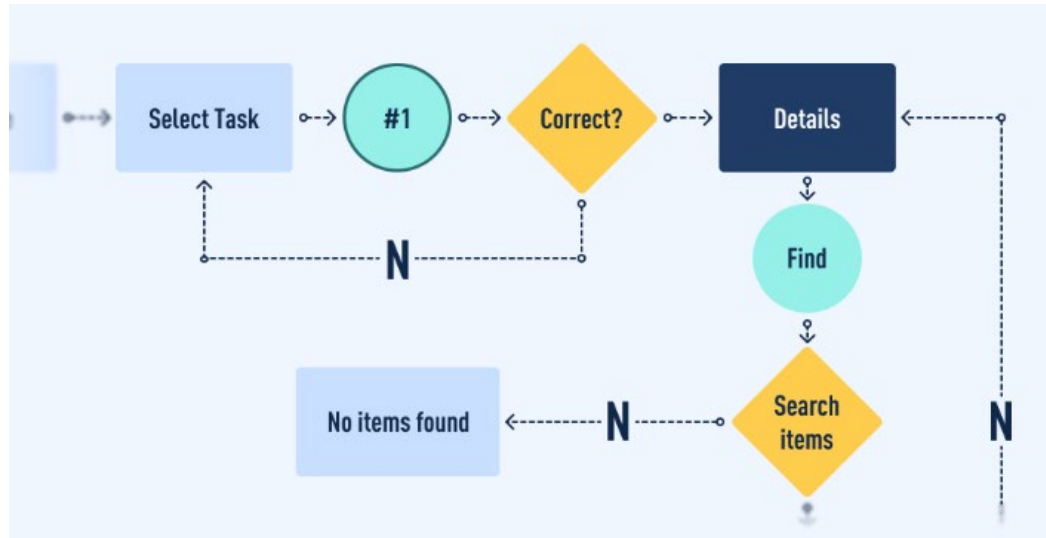 Select Task
#1
Correct?
Details
N
Find
No items found
N
Search
items
N